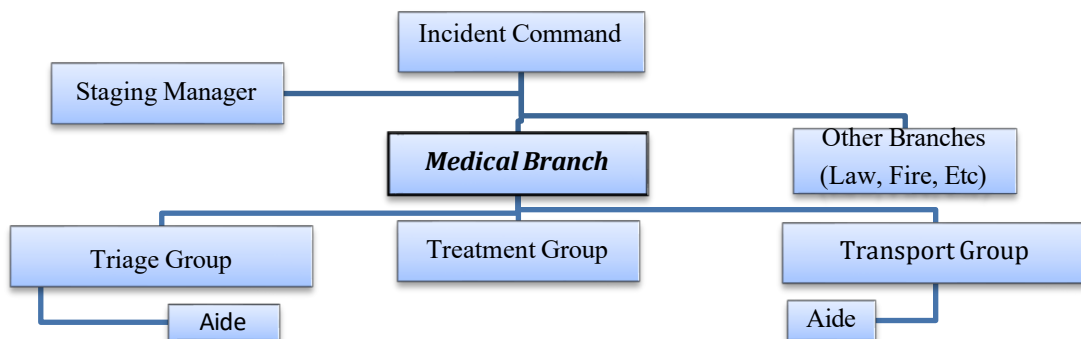 Incident Command
Staging Manager
Other Branches
(Law, Fire, Etc)
Medical Branch
Triage Group
Treatment Group
Transport Group
Aide
Aide